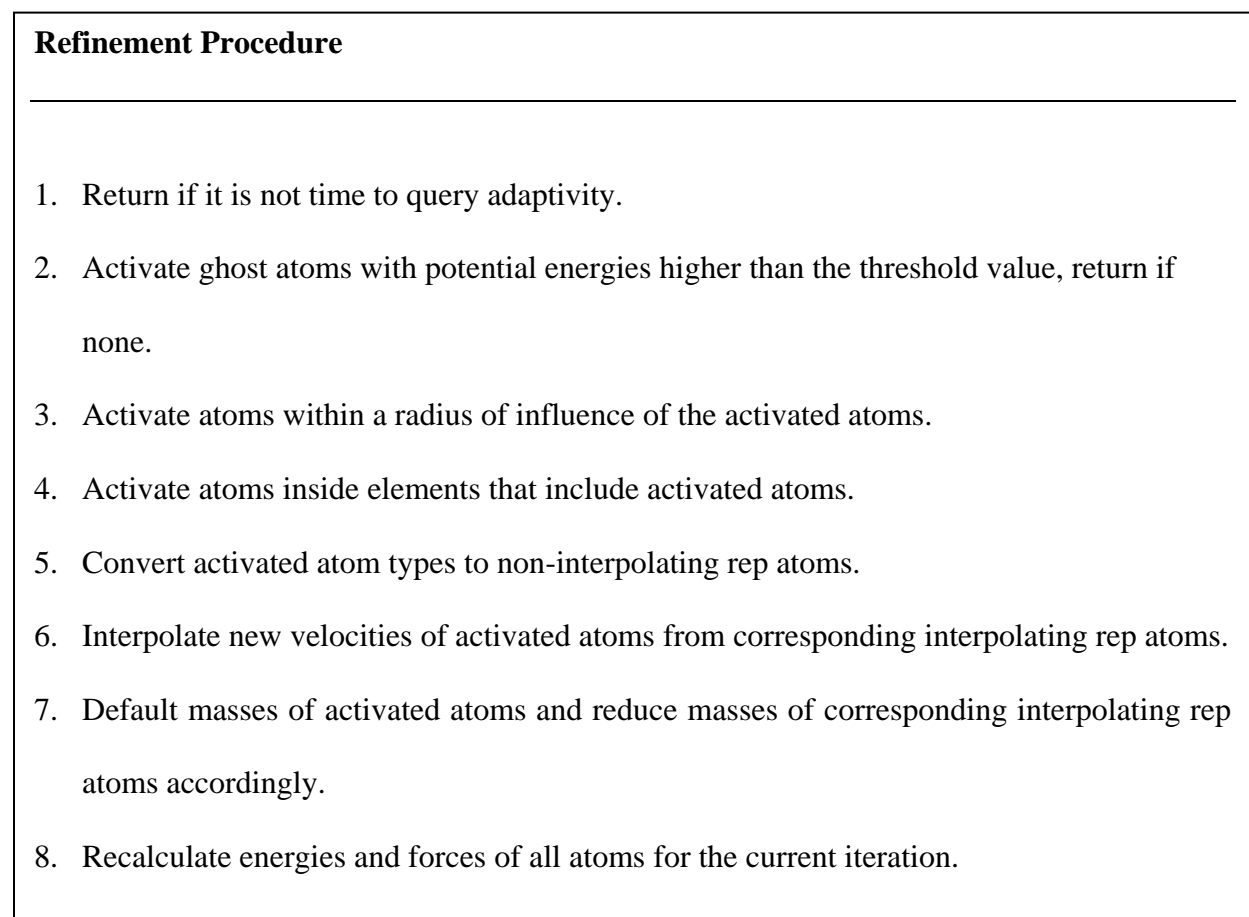 Refinement Procedure
1. Return if it is not time to query adaptivity.
2. Activate ghost atoms with potential energies higher than the threshold value, return if
none.
3. Activate atoms within a radius of influence of the activated atoms.
4. Activate atoms inside elements that include activated atoms.
5. Convert activated atom types to non-interpolating rep atoms.
6. Interpolate new velocities of activated atoms from corresponding interpolating rep atoms.
7. Default masses of activated atoms and reduce masses of corresponding interpolating rep
atoms accordingly.
8. Recalculate energies and forces of all atoms for the current iteration.